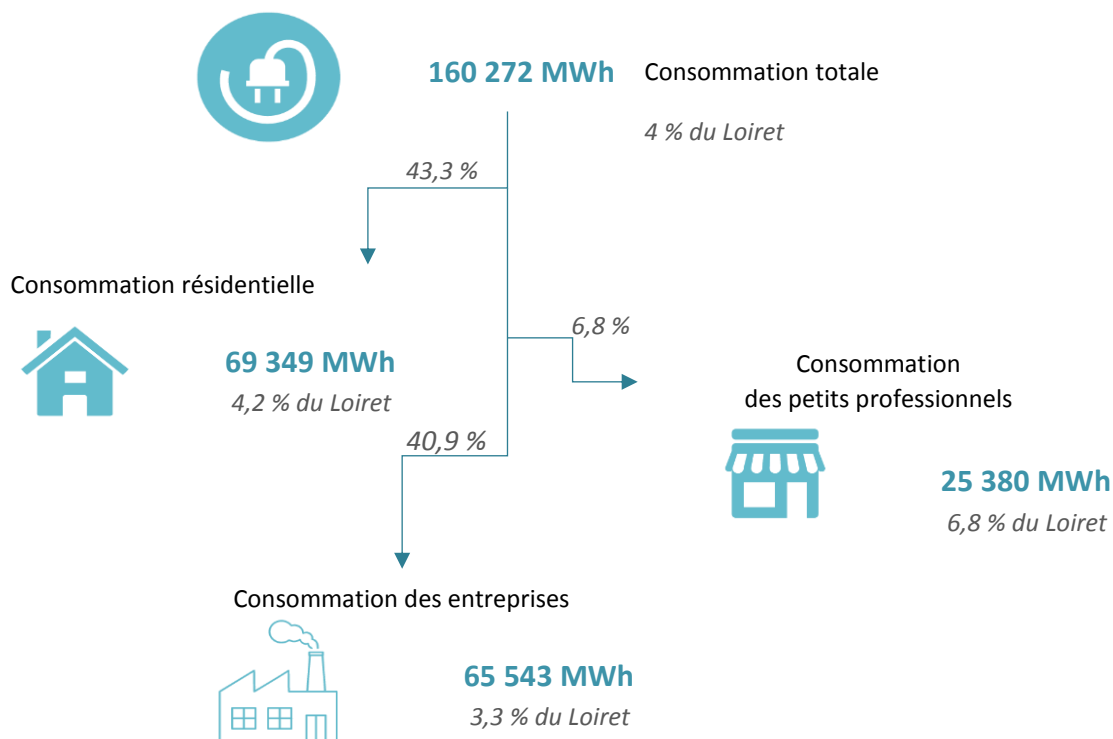 160 272 MWh Consommation totale
4 % du Loiret
43,3 %
Consommation résidentielle
69 349 MWh
4,2 % du Loiret
6,8 %
Consommation
des petits professionnels
25 380 MWh
6,8 % du Loiret
40,9 %
Consommation des entreprises
65 543 MWh
3,3 % du Loiret